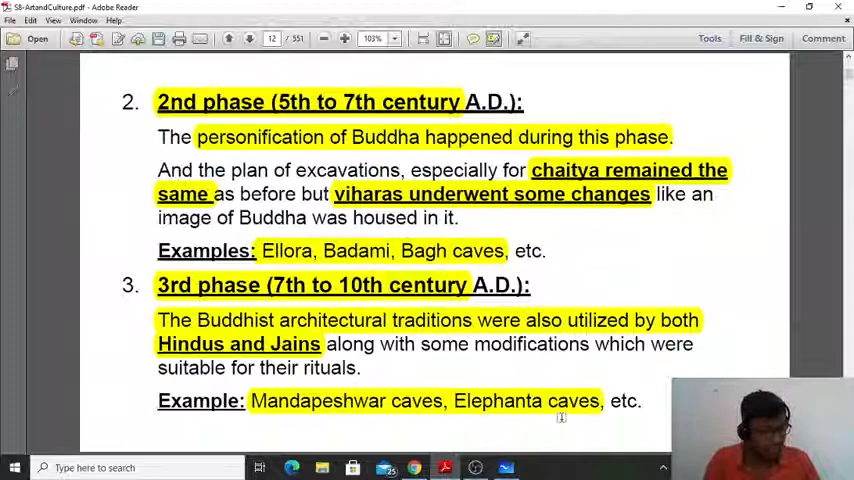 S8-ArtandCulture.pdf - Adobe Reader
File Edit View Window Help
Open 12 / 551 103% Tools Fill & Sign Comment
2. 2nd phase (5th to 7th century A.D.):
The personification of Buddha happened during this phase.
And the plan of excavations, especially for chaitya remained the
same as before but viharas underwent some changes like an
image of Buddha was housed in it.
Examples: Ellora, Badami, Bagh caves, etc.
3. 3rd phase (7th to 10th century A.D.):
The Buddhist architectural traditions were also utilized by both
Hindus and Jains along with some modifications which were
suitable for their rituals.
Example: Mandapeshwar caves, Elephanta caves, etc.
Type here to search 25